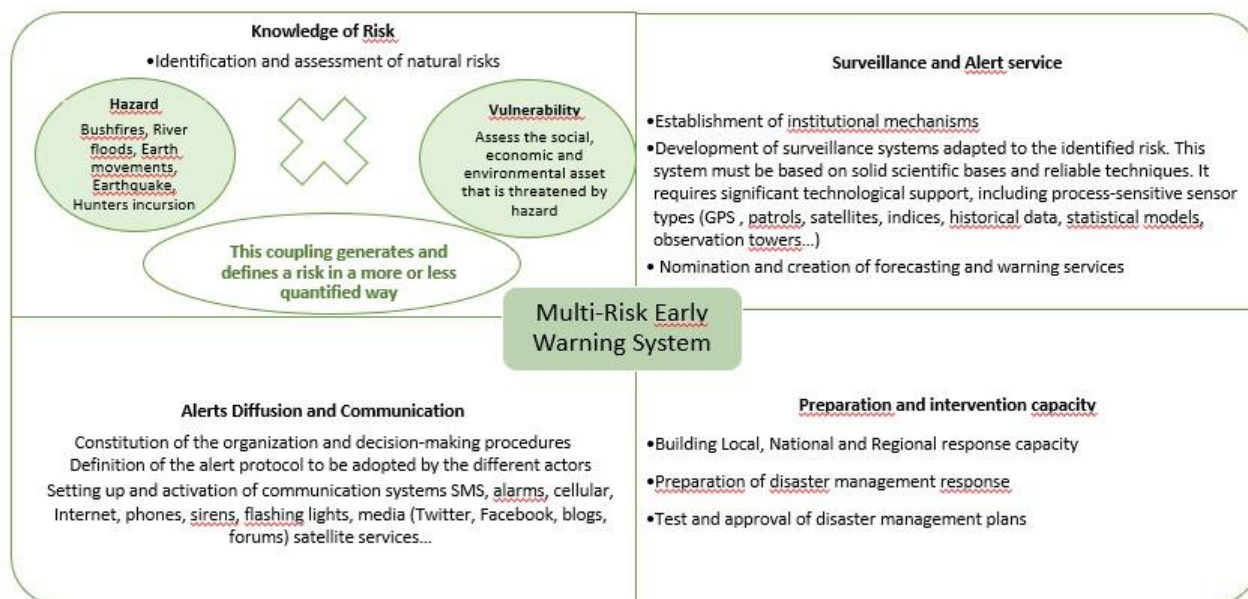 Knowledge of Risk
•Identification and assessment of natural risks
Hazard
Bushfires, River
floods, Earth
movements,
Earthquake,
Hunters incursion
Vulnerability
Assess the social,
economic and
environmental asset
that is threatened by
hazard
This coupling generates and
defines a risk in a more or less
quantified way
Surveillance and Alert service
•Establishment of institutional mechanisms
•Development of surveillance systems adapted to the identified risk. This
system must be based on solid scientific bases and reliable techniques. It
requires significant technological support, including process-sensitive sensor
types (GPS , patrols, satellites, indices, historical data, statistical models,
observation towers...)
• Nomination and creation of forecasting and warning services
Multi-Risk Early
Warning System
Alerts Diffusion and Communication
Constitution of the organization and decision-making procedures
Definition of the alert protocol to be adopted by the different actors
Setting up and activation of communication systems SMS, alarms, cellular,
Internet, phones, sirens, flashing lights, media (Twitter, Facebook, blogs,
forums) satellite services...
Preparation and intervention capacity
•Building Local, National and Regional response capacity
•Preparation of disaster management response
•Test and approval of disaster management plans